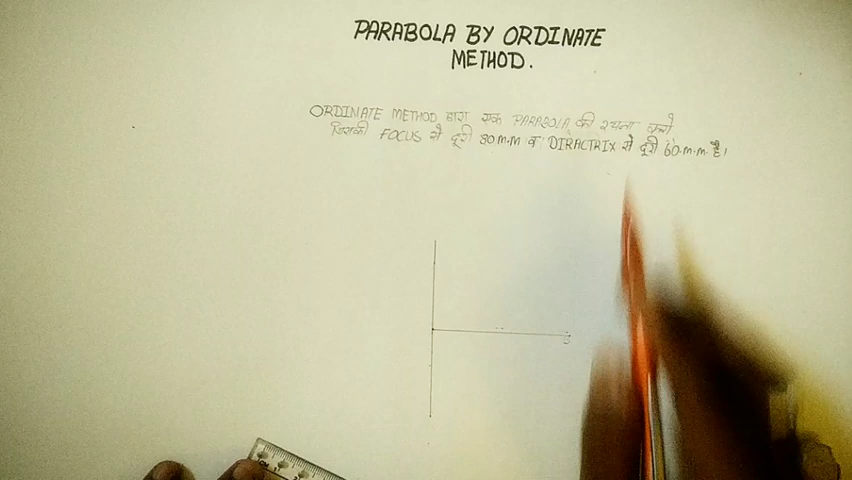 PARABOLA BY ORDINATE
METHOD.
ORDINATE METHOD द्वारा एक PARABOLA की रचना करो
जिसकी FOCUS से दूरी 80 m.m व DIRACTRIX से दूरी 60 m.m. है।